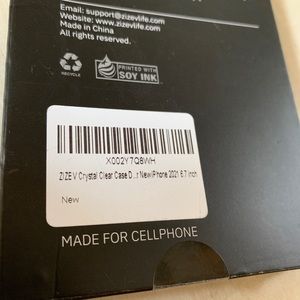 Email: support@zizevlife.com
Website: www.zizevlife.com
Made in China
All rights reserved.
RECYCLE
PRINTED WITH
SOY INK
X002Y7Q8WH
ZIZE V Crystal Clear Case D...r New iPhone 2021 6.7 Inch
New
MADE FOR CELLPHONE